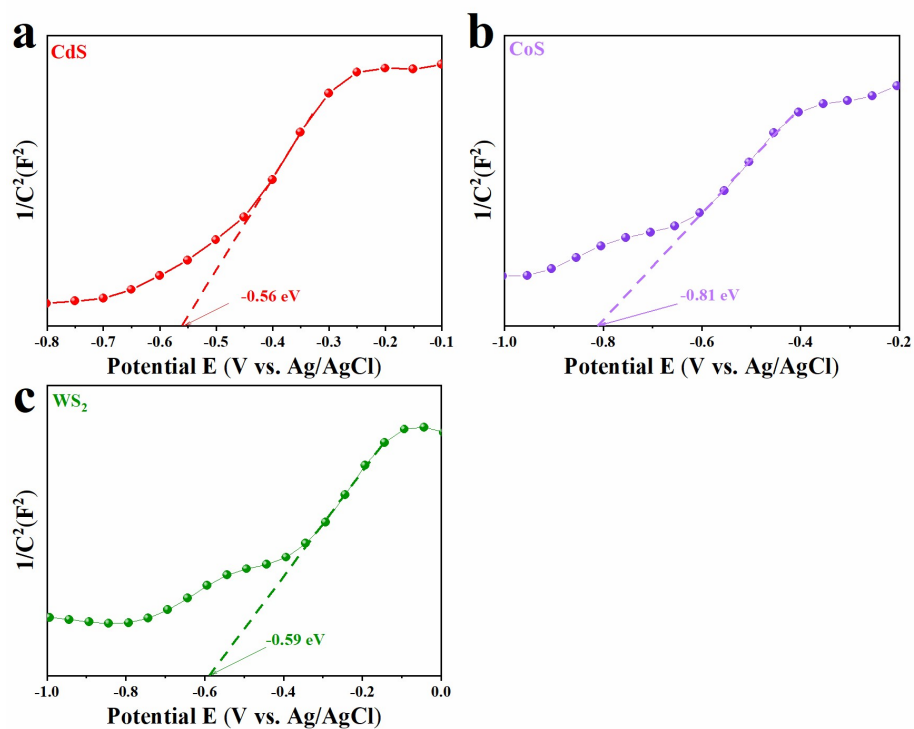 a
CdS
1/C²(F²)
-0.56 eV
-0.8 -0.7 -0.6 -0.5 -0.4 -0.3 -0.2 -0.1
Potential E (V vs. Ag/AgCl)
b
CoS
1/C²(F²)
-0.81 eV
-1.0 -0.8 -0.6 -0.4 -0.2
Potential E (V vs. Ag/AgCl)
c
WS₂
1/C²(F²)
-0.59 eV
-1.0 -0.8 -0.6 -0.4 -0.2 0.0
Potential E (V vs. Ag/AgCl)